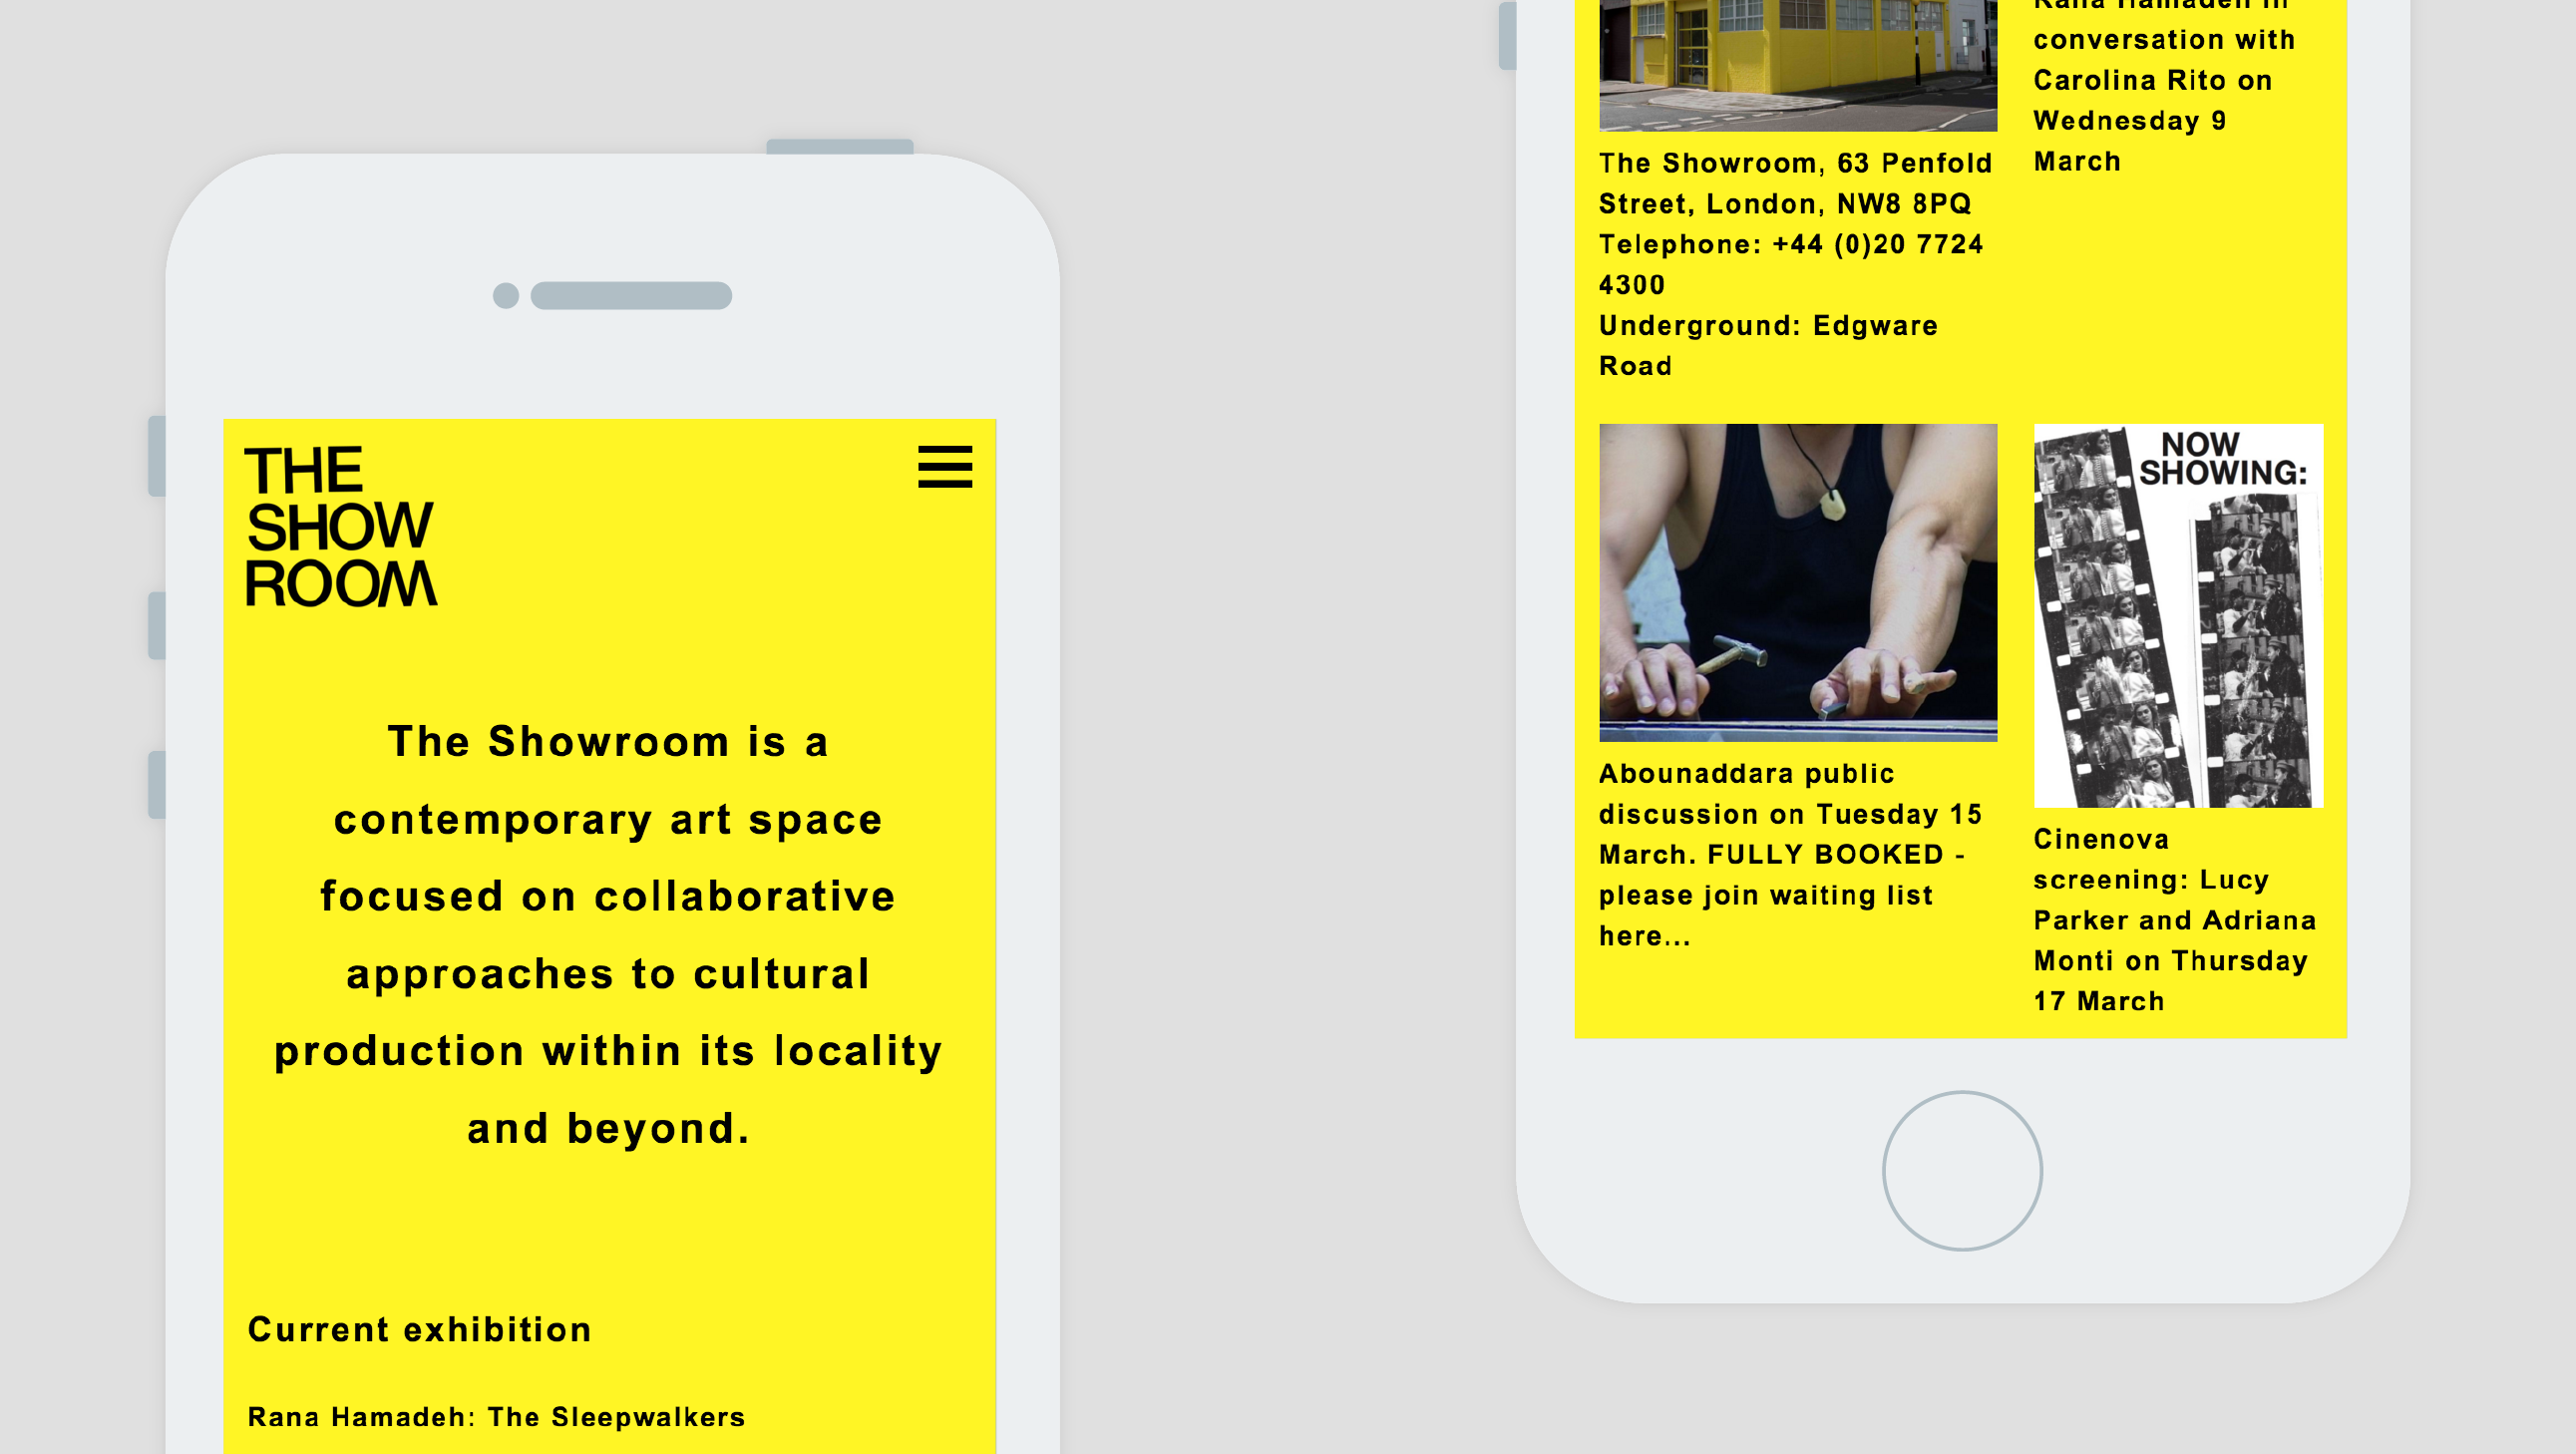 THE
SHOW
ROOM
The Showroom is a
contemporary art space
focused on collaborative
approaches to cultural
production within its locality
and beyond.
Current exhibition
Rana Hamadeh: The Sleepwalkers
The Showroom, 63 Penfold
Street, London, NW8 8PQ
Telephone: +44 (0)20 7724
4300
Underground: Edgware
Road
Rana Hamadeh in
conversation with
Carolina Rito on
Wednesday 9
March
Abounaddara public
discussion on Tuesday 15
March. FULLY BOOKED -
please join waiting list
here...
NOW
SHOWING:
Cinenova
screening: Lucy
Parker and Adriana
Monti on Thursday
17 March